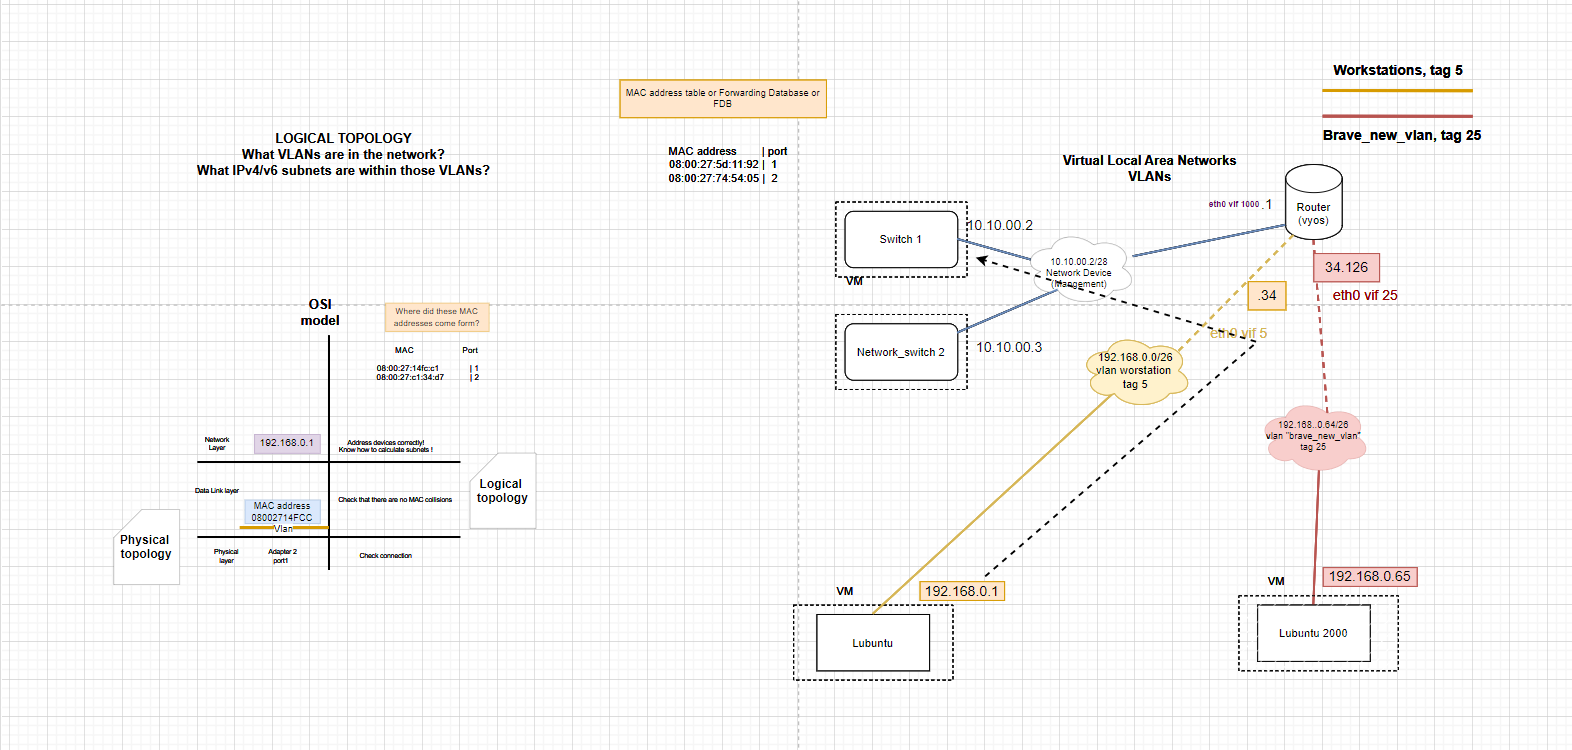 LOGICAL TOPOLOGY
What VLANs are in the network?
What IPv4/v6 subnets are within those VLANs?
MAC address table or Forwarding Database or
FDB
MAC address | port
08:00:27:5d:11:92 | 1
08:00:27:74:54:05 | 2
Workstations, tag 5
Brave_new_vlan, tag 25
Virtual Local Area Networks
VLANs
eth0 vif 1000 .1
Router
(vyos)
Switch 1
10.10.00.2
VM
10.10.00.2/28
Network Device
(Mangement)
34.126
eth0 vif 25
.34
eth0 vif 5
Network_switch 2
10.10.00.3
192.168.0.0/26
vlan worstation
tag 5
192.168..0.64/26
vlan "brave_new_vlan"
tag 25
OSI
model
Where did these MAC
addresses come form?
MAC Port
08:00:27:14fc:c1 | 1
08:00:27:c1:34:d7 | 2
Network
Layer
192.168.0.1
Address devices correctly!
Know how to calculate subnets !
Data Link layer
MAC address
08002714FCC
Vlan
Check that there are no MAC collisions
Logical
topology
Physical
topology
Physical
layer
Adapter 2
port1
Check connection
VM
192.168.0.1
Lubuntu
VM
192.168.0.65
Lubuntu 2000